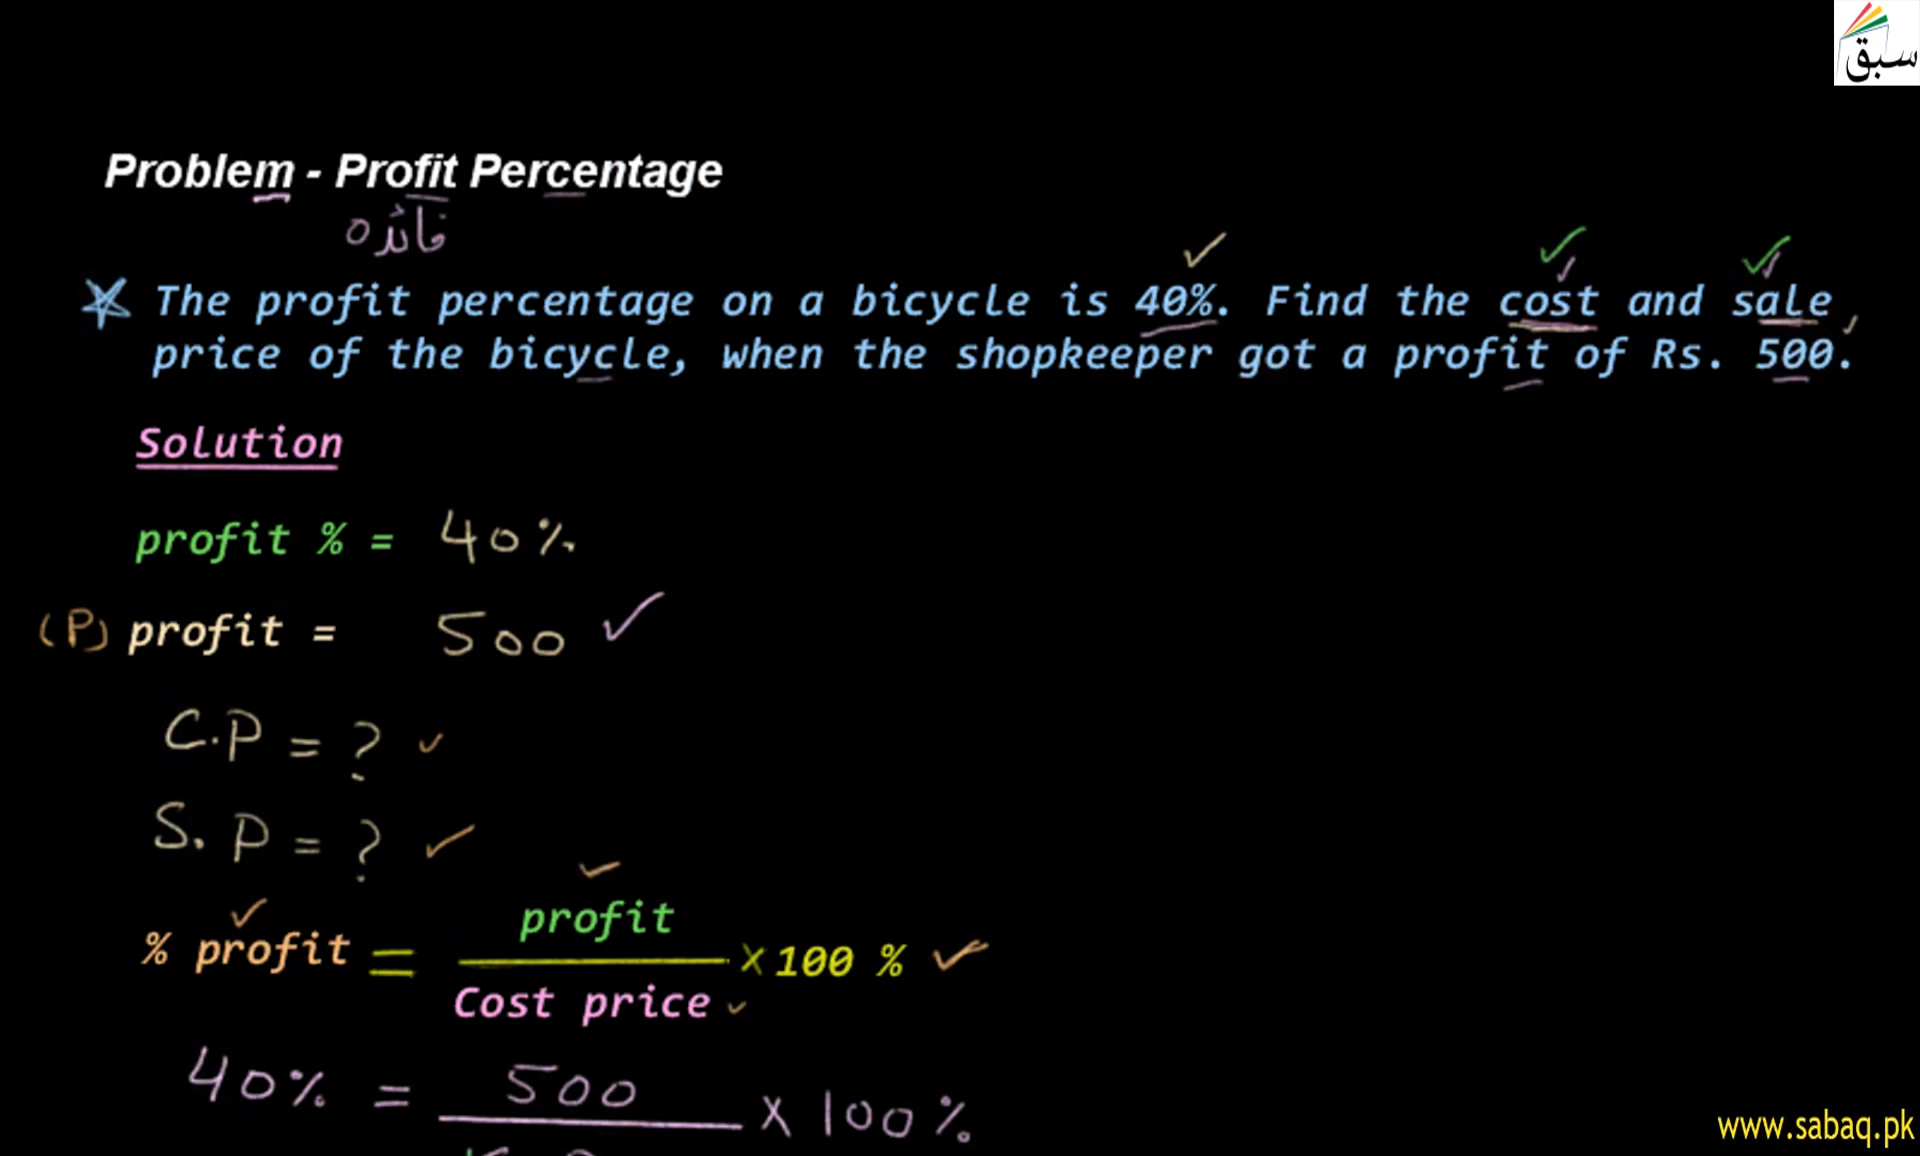 سبق
Problem - Profit Percentage
فائدہ
The profit percentage on a bicycle is 40%. Find the cost and sale
price of the bicycle, when the shopkeeper got a profit of Rs. 500.
Solution
profit % = 40%
(P) profit = 500
C.P = ?
S.P = ?
% profit = profit / Cost price × 100 %
40% = 500 × 100%
www.sabaq.pk